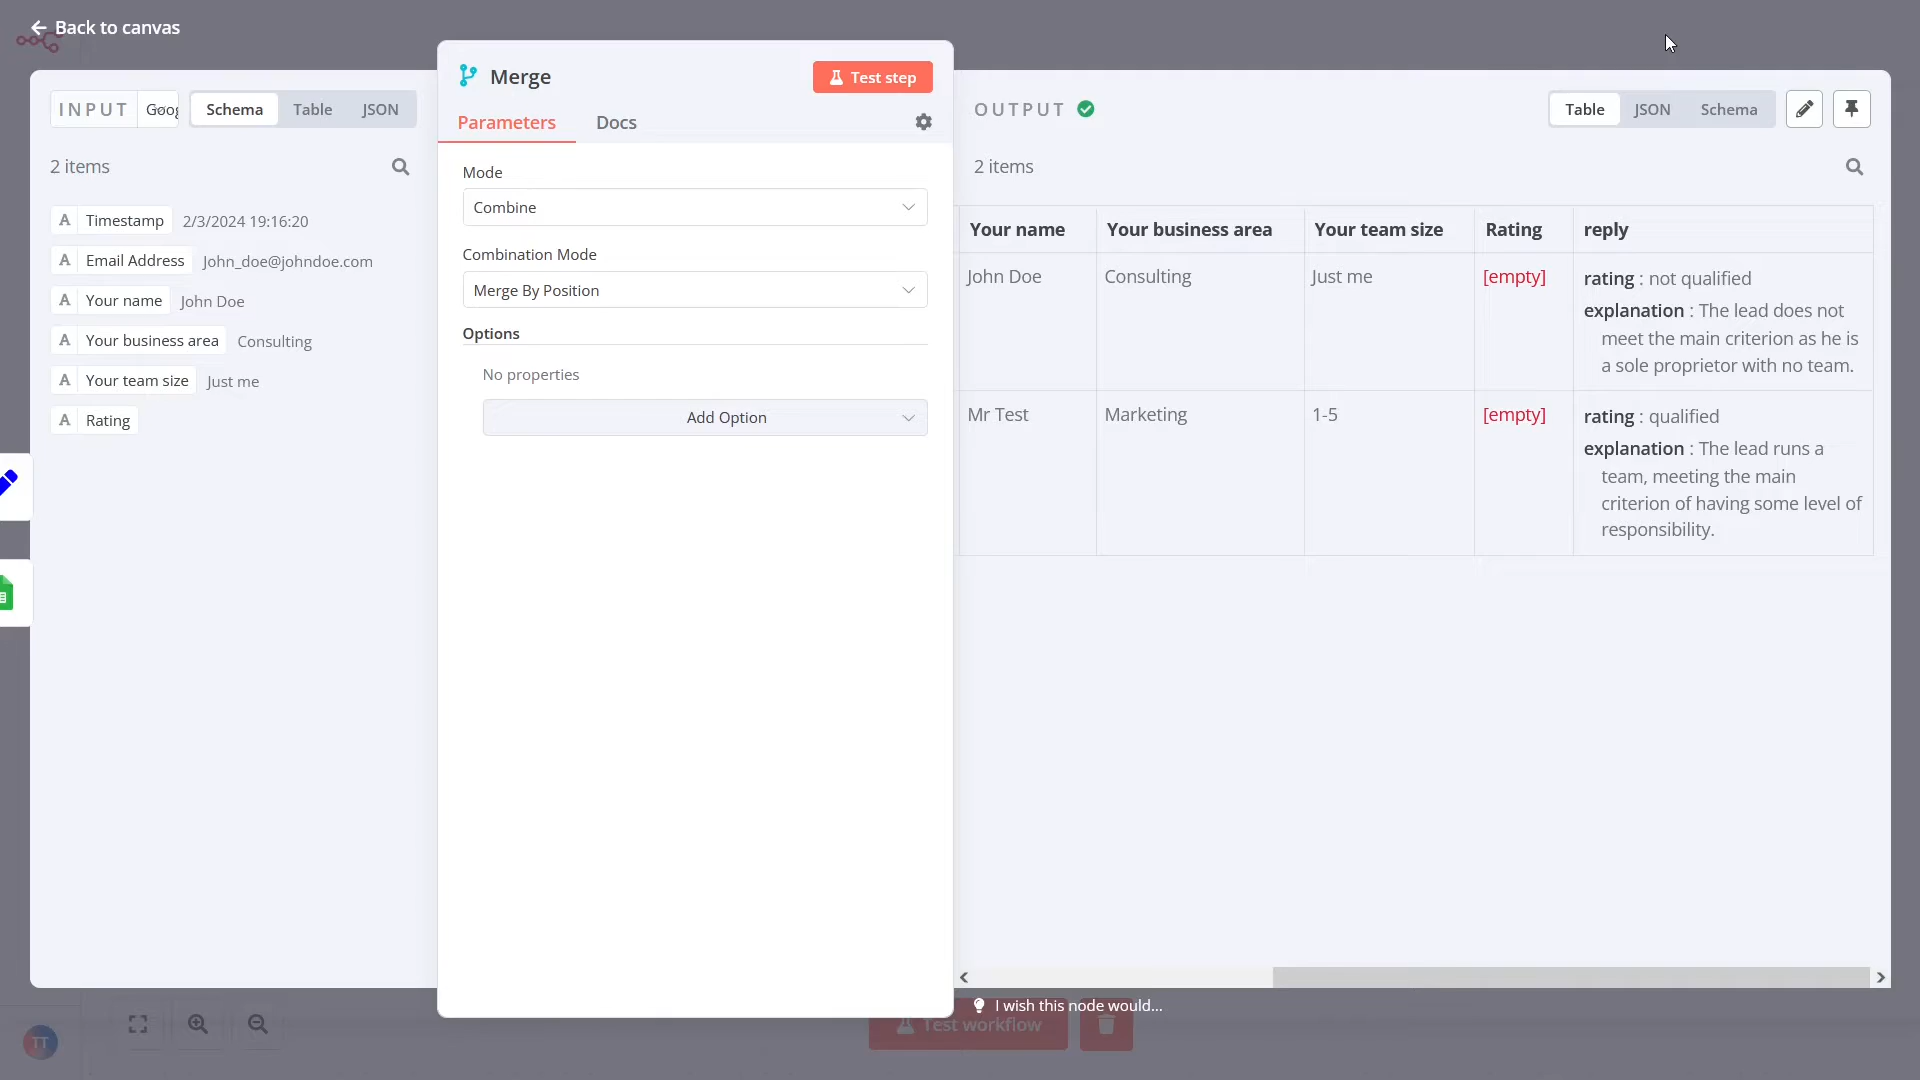 Back to canvas
Merge
Test step
INPUT
Goog
Schema
Table
JSON
Parameters
Docs
OUTPUT
Table
JSON
Schema
2 items
Mode
2 items
Combine
A Timestamp 2/3/2024 19:16:20
A Email Address John_doe@johndoe.com
A Your name John Doe
A Your business area Consulting
A Your team size Just me
A Rating
Combination Mode
Merge By Position
Options
No properties
Add Option
Your name Your business area Your team size Rating reply
John Doe Consulting Just me [empty] rating : not qualified
explanation : The lead does not
meet the main criterion as he is
a sole proprietor with no team.
Mr Test Marketing 1-5 [empty] rating : qualified
explanation : The lead runs a
team, meeting the main
criterion of having some level of
responsibility.
I wish this node would...
Test workflow
TT